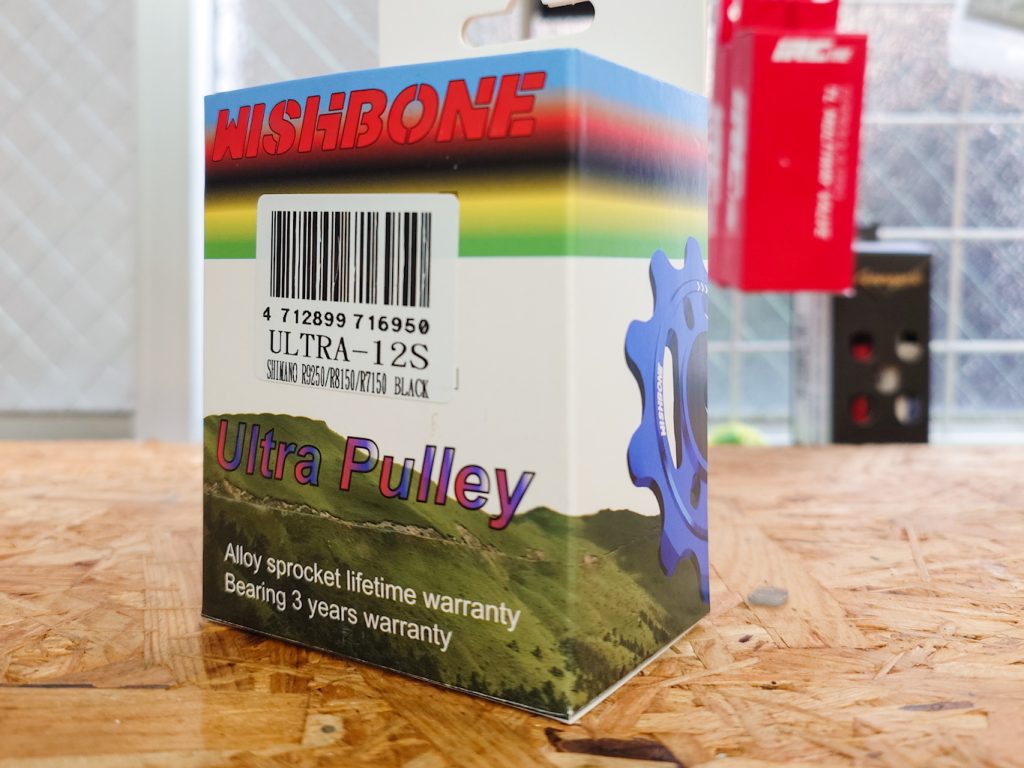 WISHBONE
4 712899 716950
ULTRA-12S
SHIMANO R9250/R8150/R7150 BLACK
Ultra Pulley
Alloy sprocket lifetime warranty
Bearing 3 years warranty
WISHBONE